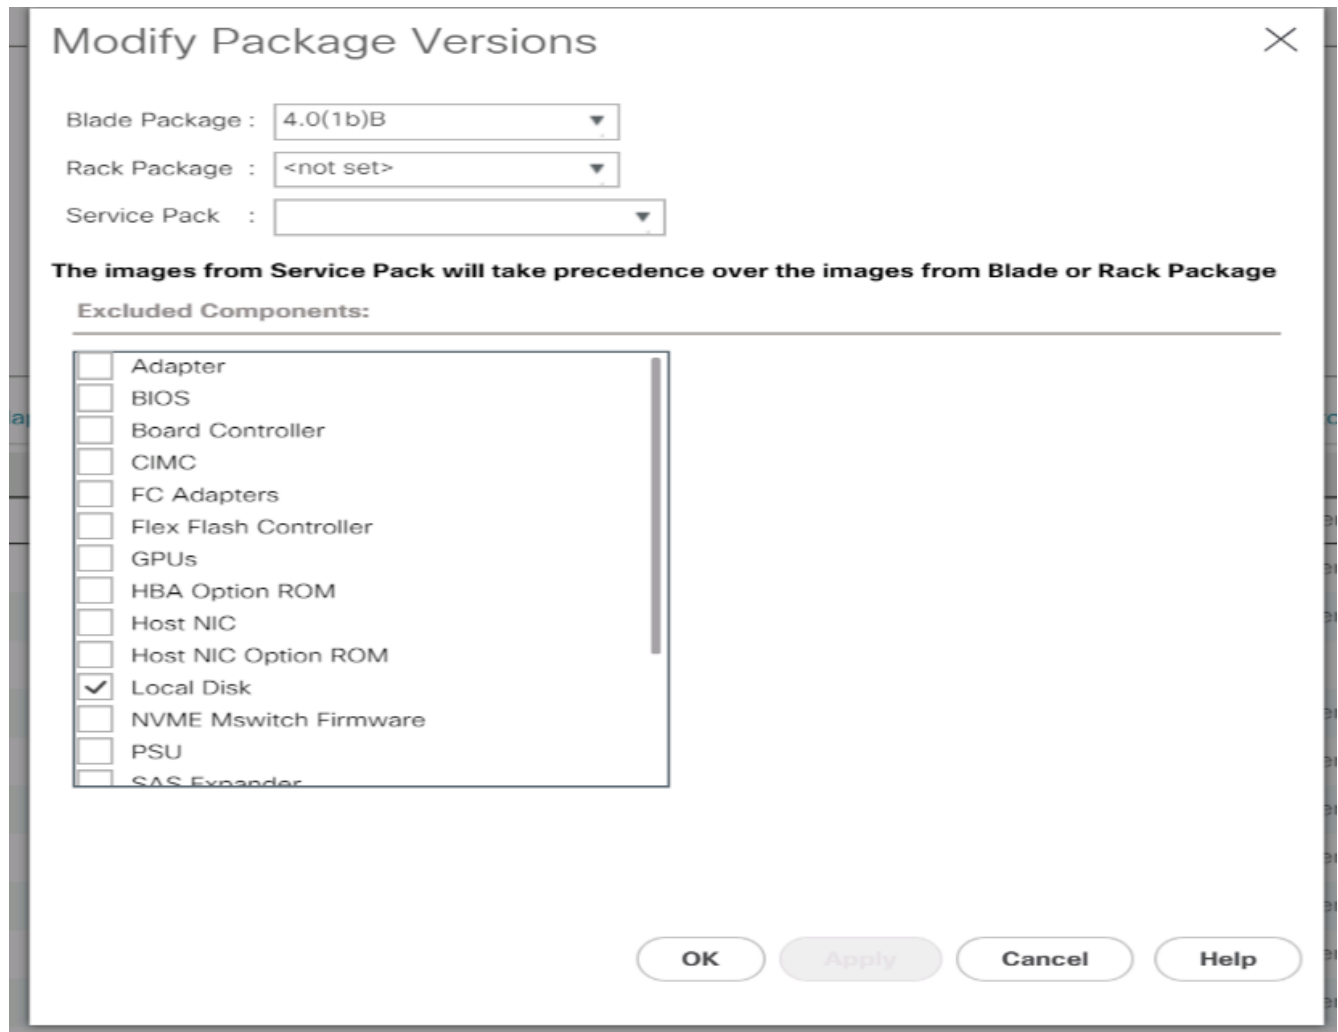 Modify Package Versions
Blade Package : 4.0(1b)B
Rack Package : <not set>
Service Pack :
The images from Service Pack will take precedence over the images from Blade or Rack Package
Excluded Components:
Adapter
BIOS
Board Controller
CIMC
FC Adapters
Flex Flash Controller
GPUs
HBA Option ROM
Host NIC
Host NIC Option ROM
Local Disk
NVME Mswitch Firmware
PSU
SAS Expander
OK Apply Cancel Help